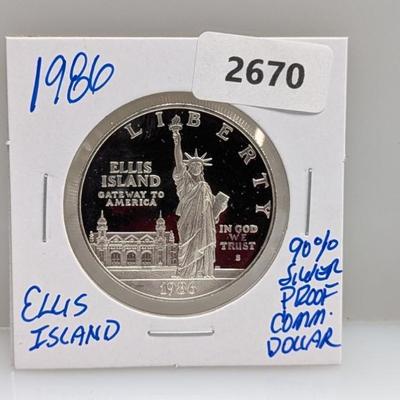 1986
2670
LIBERTY
ELLIS
ISLAND
GATEWAY TO
AMERICA
IN GOD
WE
TRUST
S
1986
ELLIS
ISLAND
90%
SILVER
PROOF
COMM.
DOLLAR